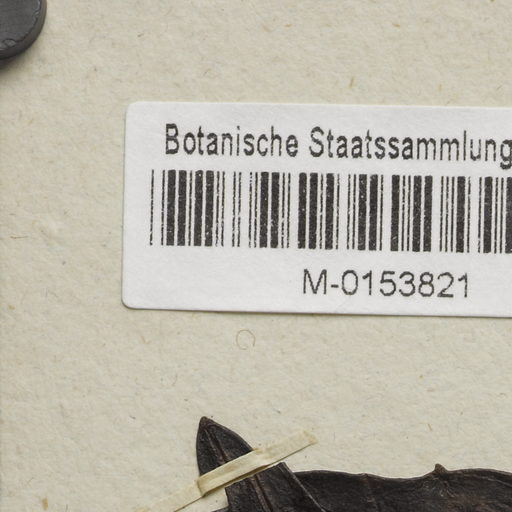 Botanische Staatssammlung
M-0153821